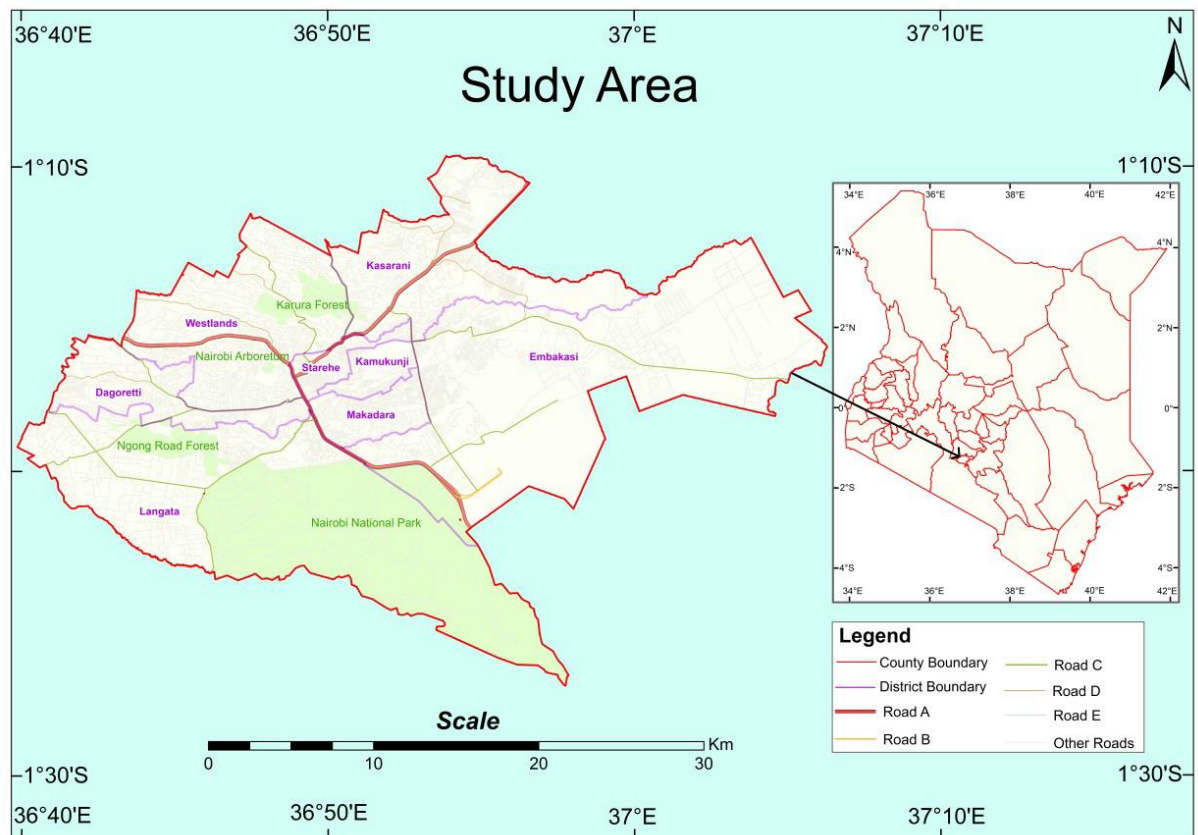 36°40'E
36°50'E
37°E
37°10'E
N
Study Area
1°10'S
1°10'S
34°E
36°E
38°E
40°E
42°E
4°N
4°N
2°N
2°N
0°
0°
2°S
2°S
4°S
4°S
34°E
36°E
38°E
40°E
42°E
Kasarani
Karura Forest
Westlands
Nairobi Arboretum
Starehe
Kamukunji
Embakasi
Dagoretti
Makadara
Ngong Road Forest
Langata
Nairobi National Park
Legend
County Boundary
District Boundary
Road A
Road B
Road C
Road D
Road E
Other Roads
Scale
Km
0
10
20
30
1°30'S
1°30'S
36°40'E
36°50'E
37°E
37°10'E